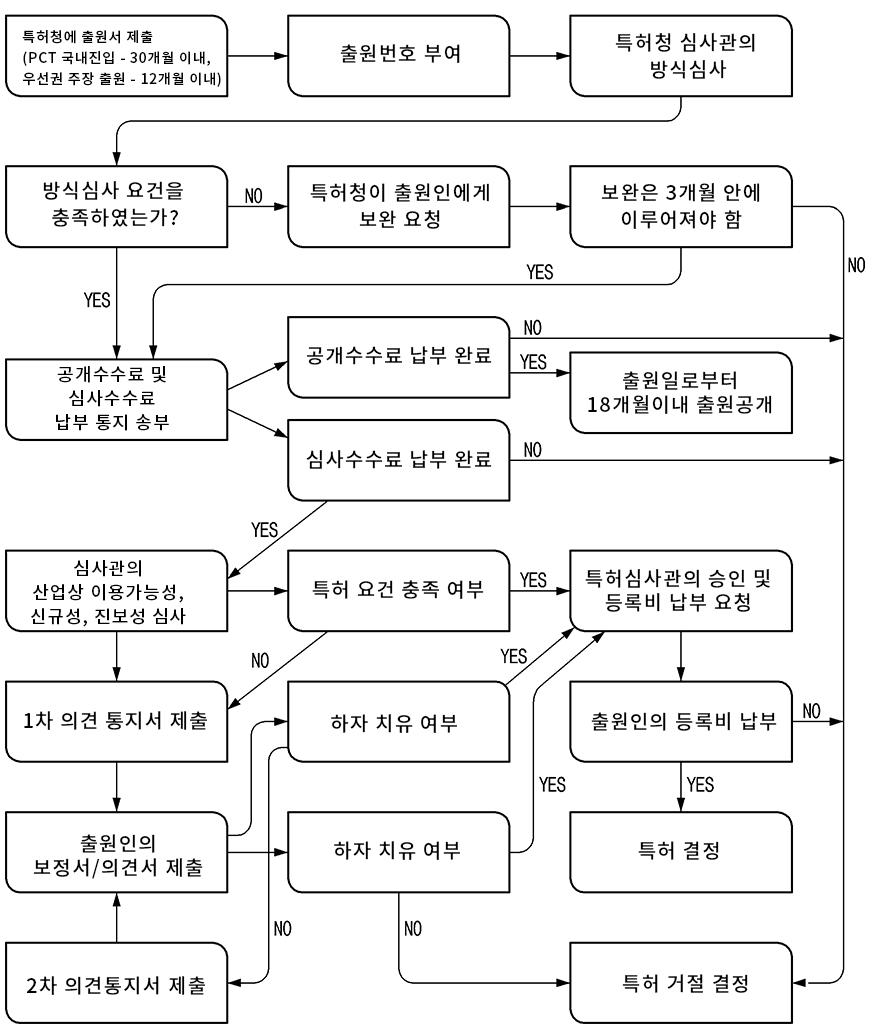 특허청에 출원서 제출
(PCT 국내진입 - 30개월 이내,
우선권 주장 출원 - 12개월 이내)
출원번호 부여
특허청 심사관의
방식심사
방식심사 요건을
충족하였는가?
NO
특허청이 출원인에게
보완 요청
보완은 3개월 안에
이루어져야 함
NO
YES
YES
공개수수료 및
심사수수료
납부 통지 송부
공개수수료 납부 완료
NO
YES
출원일로부터
18개월이내 출원공개
심사수수료 납부 완료
NO
YES
심사관의
산업상 이용가능성,
신규성, 진보성 심사
특허 요건 충족 여부
YES
특허심사관의 승인 및
등록비 납부 요청
NO
YES
1차 의견 통지서 제출
하자 치유 여부
출원인의 등록비 납부
NO
YES
YES
출원인의
보정서/의견서 제출
하자 치유 여부
특허 결정
NO
NO
2차 의견통지서 제출
특허 거절 결정